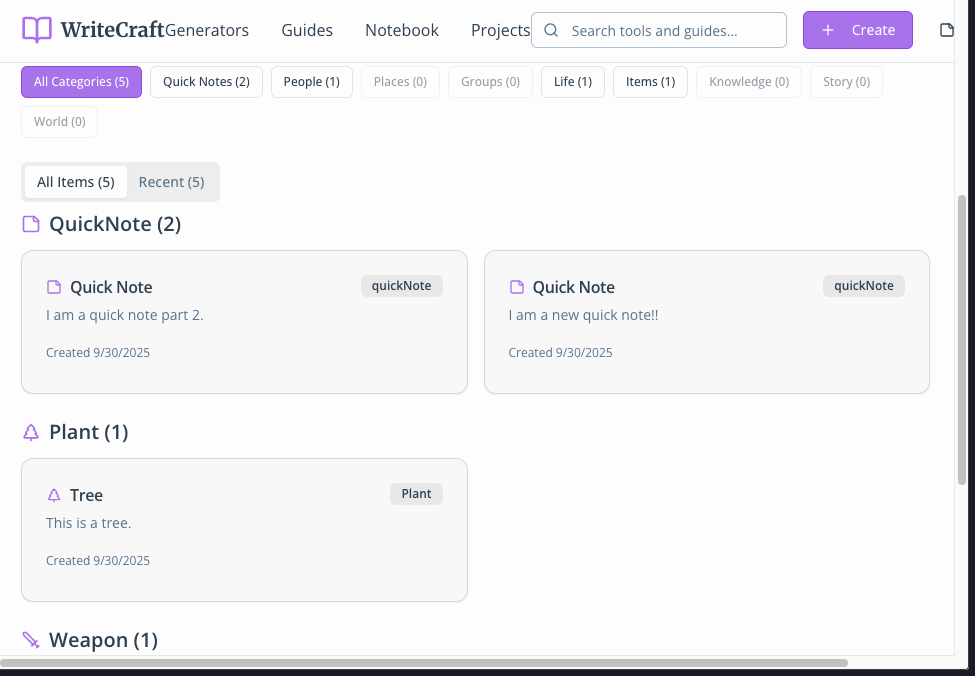 WriteCraft Generators Guides Notebook Projects Search tools and guides... + Create
All Categories (5) Quick Notes (2) People (1) Places (0) Groups (0) Life (1) Items (1) Knowledge (0) Story (0)
World (0)
All Items (5) Recent (5)
QuickNote (2)
Quick Note quickNote
I am a quick note part 2.
Created 9/30/2025
Quick Note quickNote
I am a new quick note!!
Created 9/30/2025
Plant (1)
Tree Plant
This is a tree.
Created 9/30/2025
Weapon (1)